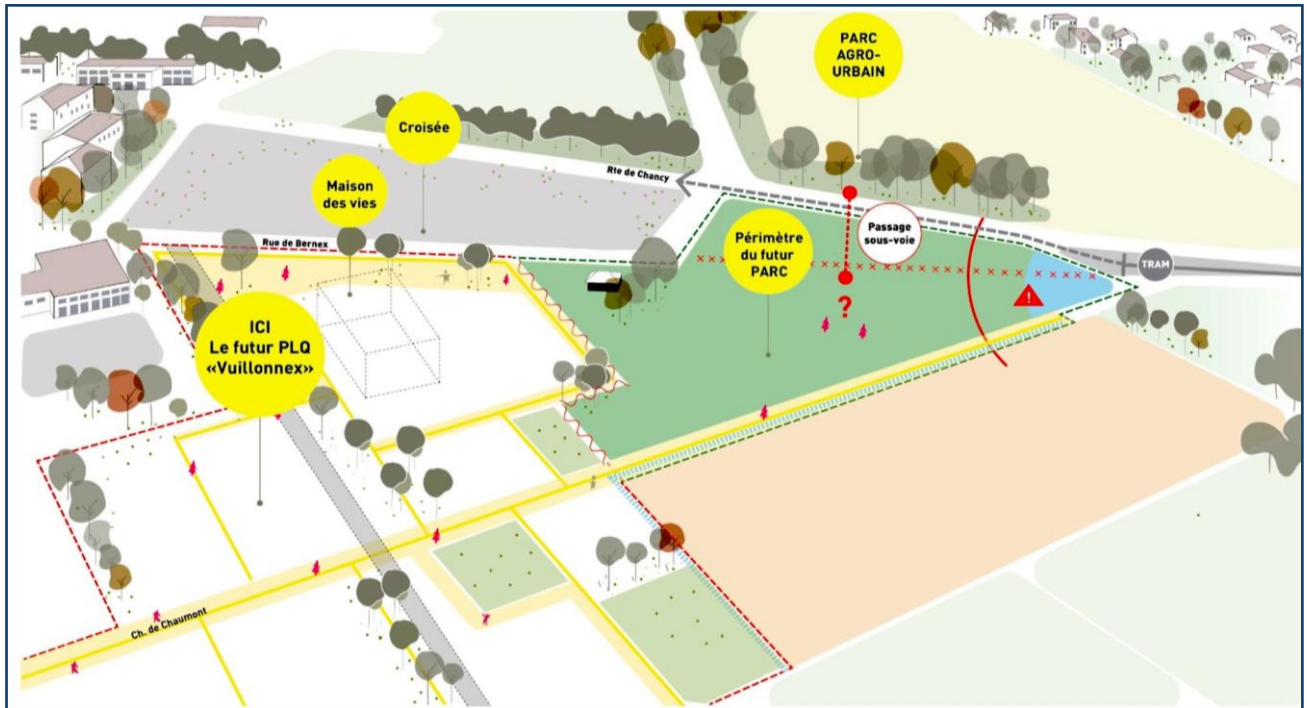 PARC
AGRO-
URBAIN
Croisée
Rte de Chancy
Maison
des vies
Passage
sous-voie
Rue de Bernex
Périmètre
du futur
PARC
TRAM
!
?
ICI
Le futur PLQ
«Vuillonnex»
Ch. de Chaumont